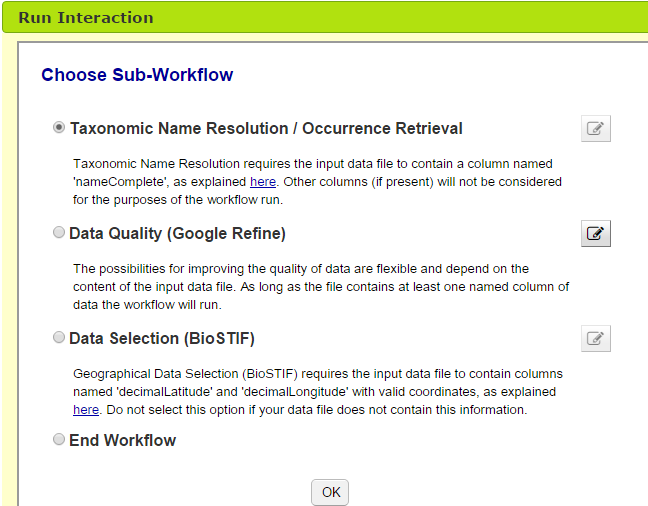 Run Interaction
Choose Sub-Workflow
Taxonomic Name Resolution / Occurrence Retrieval
Taxonomic Name Resolution requires the input data file to contain a column named
'nameComplete', as explained here. Other columns (if present) will not be considered
for the purposes of the workflow run.
Data Quality (Google Refine)
The possibilities for improving the quality of data are flexible and depend on the
content of the input data file. As long as the file contains at least one named column of
data the workflow will run.
Data Selection (BioSTIF)
Geographical Data Selection (BioSTIF) requires the input data file to contain columns
named 'decimalLatitude' and 'decimalLongitude' with valid coordinates, as explained
here. Do not select this option if your data file does not contain this information.
End Workflow
OK